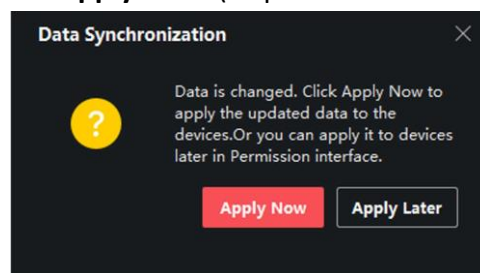 Data Synchronization
Data is changed. Click Apply Now to
apply the updated data to the
devices.Or you can apply it to devices
later in Permission interface.
Apply Now Apply Later